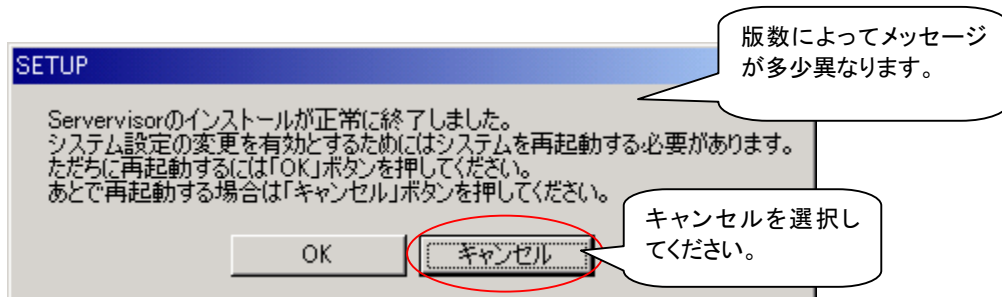 版数によってメッセージ
が多少異なります。
SETUP
Servervisorのインストールが正常に終了しました。
システム設定の変更を有効とするためにはシステムを再起動する必要があります。
ただちに再起動するには「OK」ボタンを押してください。
あとで再起動する場合は「キャンセル」ボタンを押してください。
キャンセルを選択し
てください。
OK
キャンセル